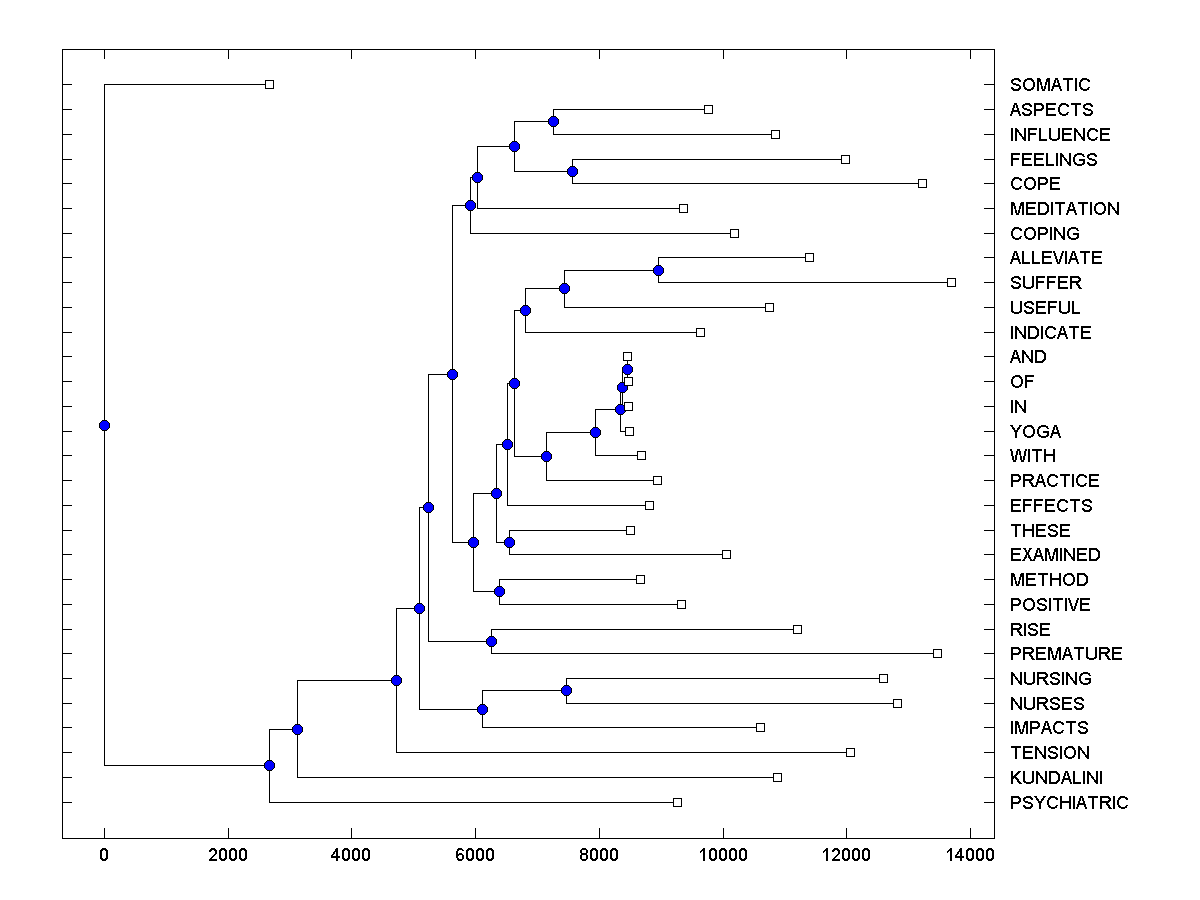 SOMATIC
ASPECTS
INFLUENCE
FEELINGS
COPE
MEDITATION
COPING
ALLEVIATE
SUFFER
USEFUL
INDICATE
AND
OF
IN
YOGA
WITH
PRACTICE
EFFECTS
THESE
EXAMINED
METHOD
POSITIVE
RISE
PREMATURE
NURSING
NURSES
IMPACTS
TENSION
KUNDALINI
PSYCHIATRIC
0 2000 4000 6000 8000 10000 12000 14000